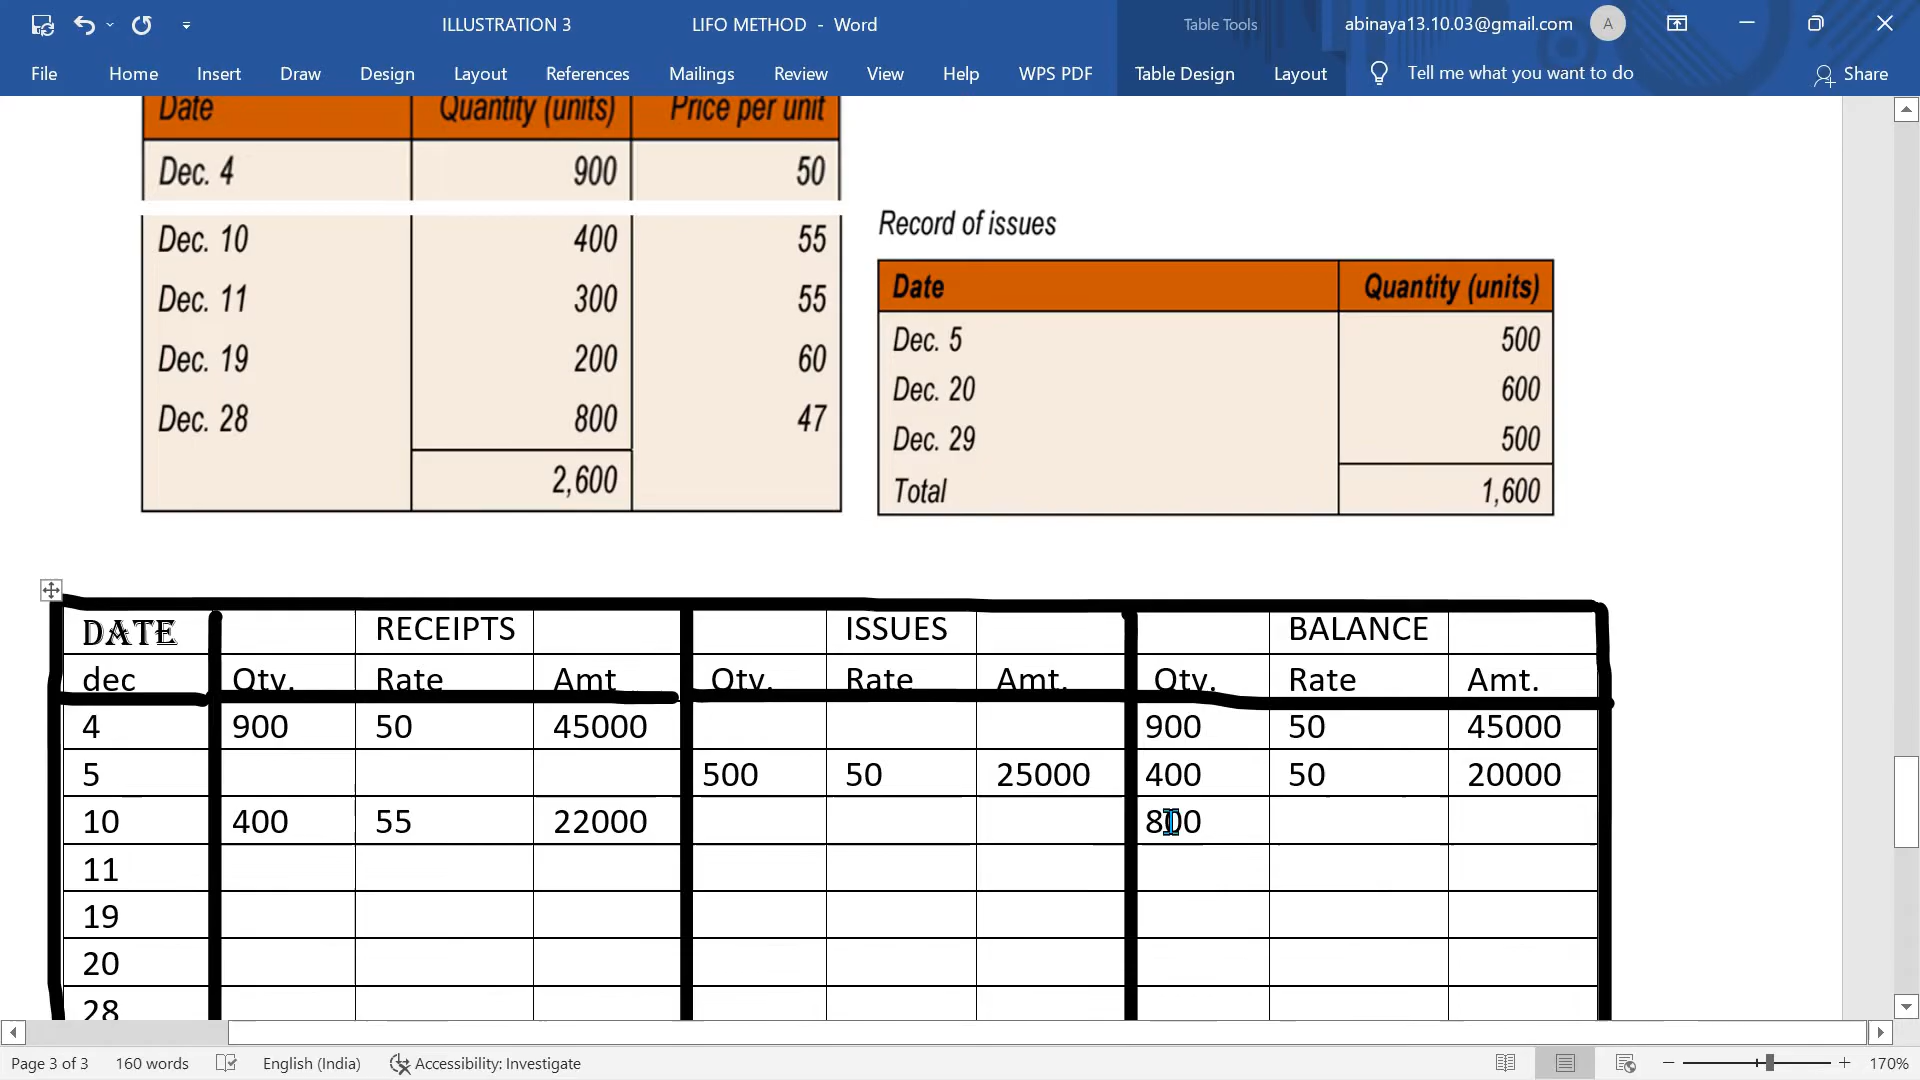 ILLUSTRATION 3 LIFO METHOD - Word Table Tools abinaya13.10.03@gmail.com A
File Home Insert Draw Design Layout References Mailings Review View Help WPS PDF Table Design Layout Tell me what you want to do Share
Date Quantity (units) Price per unit
Dec. 4 900 50
Dec. 10 400 55
Dec. 11 300 55
Dec. 19 200 60
Dec. 28 800 47
2,600
Record of issues
Date Quantity (units)
Dec. 5 500
Dec. 20 600
Dec. 29 500
Total 1,600
DATE RECEIPTS ISSUES BALANCE
dec Qty. Rate Amt Qty. Rate Amt. Qty. Rate Amt.
4 900 50 45000 900 50 45000
5 500 50 25000 400 50 20000
10 400 55 22000 800
11
19
20
28
Page 3 of 3 160 words English (India) Accessibility: Investigate 170%